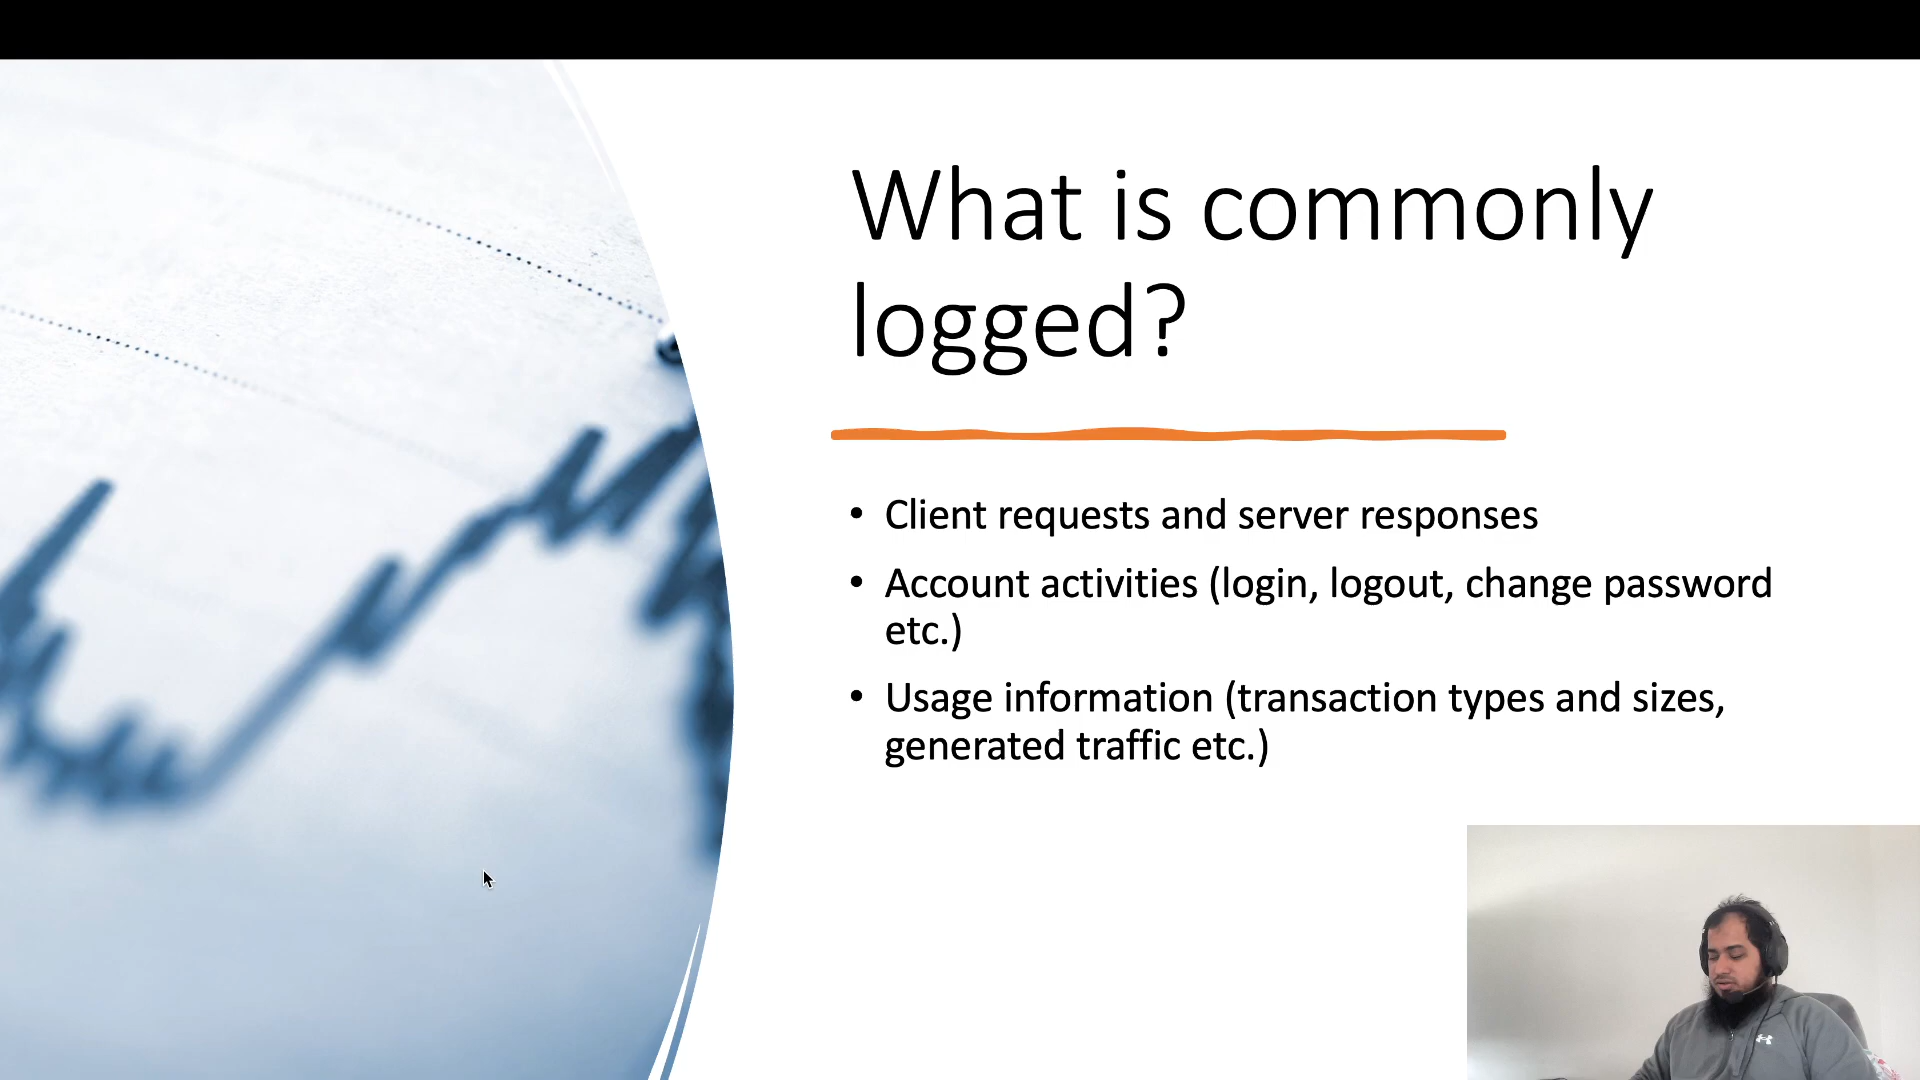 What is commonly
logged?
• Client requests and server responses
• Account activities (login, logout, change password
etc.)
• Usage information (transaction types and sizes,
generated traffic etc.)